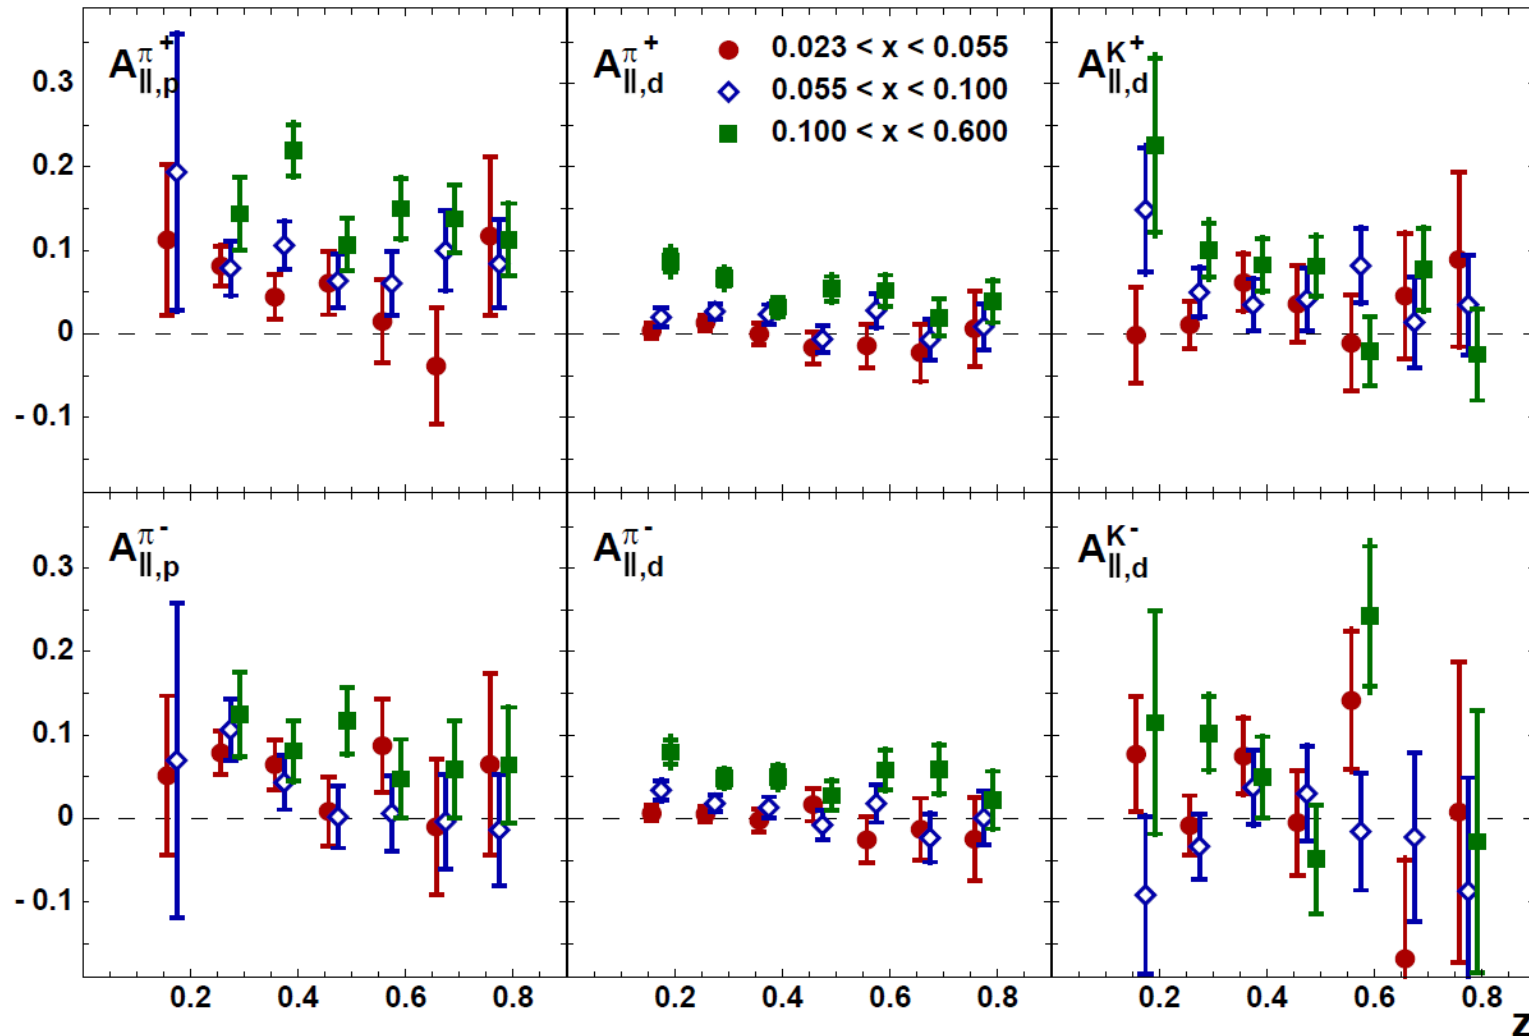 A∥,p^π+
A∥,d^π+
0.023 < x < 0.055
0.055 < x < 0.100
0.100 < x < 0.600
A∥,d^K+
0.3
0.2
0.1
0
- 0.1
A∥,p^π-
A∥,d^π-
A∥,d^K-
0.3
0.2
0.1
0
- 0.1
0.2 0.4 0.6 0.8 0.2 0.4 0.6 0.8 0.2 0.4 0.6 0.8
z